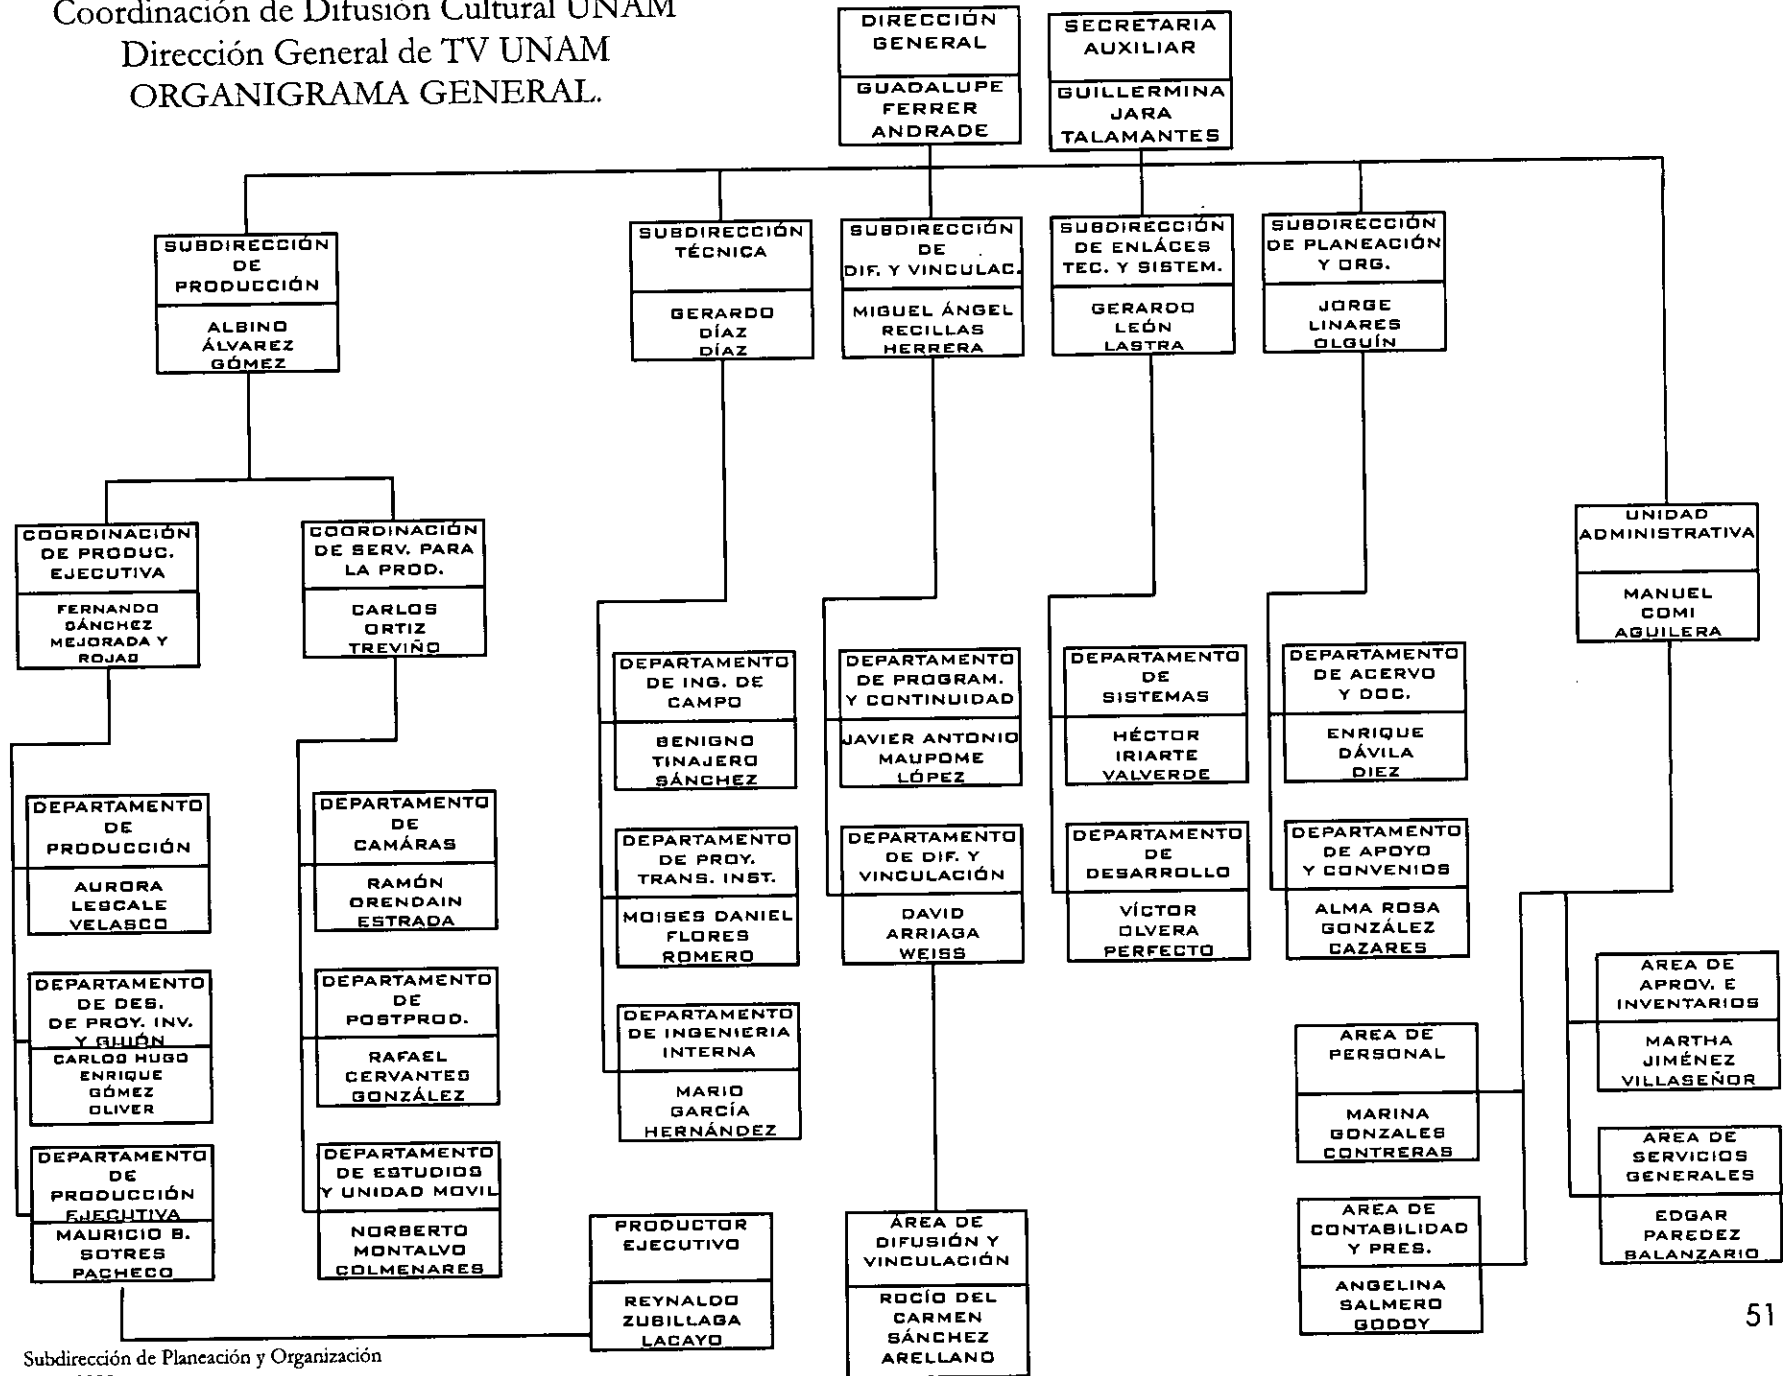 Coordinación de Difusión Cultural UNAM
Dirección General de TV UNAM
ORGANIGRAMA GENERAL.
DIRECCIÓN
GENERAL
GUADALUPE
FERRER
ANDRADE
SECRETARIA
AUXILIAR
GUILLERMINA
JARA
TALAMANTES
SUBDIRECCIÓN
DE
PRODUCCIÓN
ALBINO
ÁLVAREZ
GÓMEZ
SUBDIRECCIÓN
TÉCNICA
GERARDO
DÍAZ
DÍAZ
SUBDIRECCIÓN
DE
DIF. Y VINCULAC.
MIGUEL ÁNGEL
RECILLAS
HERRERA
SUBDIRECCIÓN
DE ENLÁCES
TEC. Y SISTEM.
GERARDO
LEÓN
LASTRA
SUBDIRECCIÓN
DE PLANEACIÓN
Y ORG.
JORGE
LINARES
OLGUÍN
COORDINACIÓN
DE PRODUC.
EJECUTIVA
FERNANDO
SÁNCHEZ
MEJORADA Y
ROJAS
COORDINACIÓN
DE SERV. PARA
LA PROD.
CARLOS
ORTIZ
TREVIÑO
UNIDAD
ADMINISTRATIVA
MANUEL
COMI
AGUILERA
DEPARTAMENTO
DE ING. DE
CAMPO
BENIGNO
TINAJERO
SÁNCHEZ
DEPARTAMENTO
DE PROGRAM.
Y CONTINUIDAD
JAVIER ANTONIO
MAUPOME
LÓPEZ
DEPARTAMENTO
DE
SISTEMAS
HÉCTOR
IRIARTE
VALVERDE
DEPARTAMENTO
DE ACERVO
Y DOC.
ENRIQUE
DÁVILA
DIEZ
DEPARTAMENTO
DE
PRODUCCIÓN
AURORA
LESCALE
VELASCO
DEPARTAMENTO
DE
CAMÁRAS
RAMÓN
ORENDAIN
ESTRADA
DEPARTAMENTO
DE PROY.
TRANS. INST.
MOISES DANIEL
FLORES
ROMERO
DEPARTAMENTO
DE DIF. Y
VINCULACIÓN
DAVID
ARRIAGA
WEISS
DEPARTAMENTO
DE
DESARROLLO
VÍCTOR
OLVERA
PERFECTO
DEPARTAMENTO
DE APOYO
Y CONVENIOS
ALMA ROSA
GONZÁLEZ
CAZARES
DEPARTAMENTO
DE DES.
DE PROY. INV.
Y GUIÓN
CARLOS HUGO
ENRIQUE
GÓMEZ
OLIVER
DEPARTAMENTO
DE
POSTPROD.
RAFAEL
CERVANTES
GONZÁLEZ
DEPARTAMENTO
DE INGENIERIA
INTERNA
MARIO
GARCÍA
HERNÁNDEZ
AREA DE
PERSONAL
MARINA
GONZALES
CONTRERAS
AREA DE
APROV. E
INVENTARIOS
MARTHA
JIMÉNEZ
VILLASEÑOR
DEPARTAMENTO
DE
PRODUCCIÓN
EJECUTIVA
MAURICIO B.
SOTRES
PACHECO
DEPARTAMENTO
DE ESTUDIOS
Y UNIDAD MOVIL
NORBERTO
MONTALVO
COLMENARES
PRODUCTOR
EJECUTIVO
REYNALDO
ZUBILLAGA
LACAYO
ÁREA DE
DIFUSIÓN Y
VINCULACIÓN
ROCÍO DEL
CARMEN
SÁNCHEZ
ARELLANO
AREA DE
CONTABILIDAD
Y PRES.
ANGELINA
SALMERO
GODOY
AREA DE
SERVICIOS
GENERALES
EDGAR
PAREDEZ
BALANZARIO
51
Subdirección de Planeación y Organización